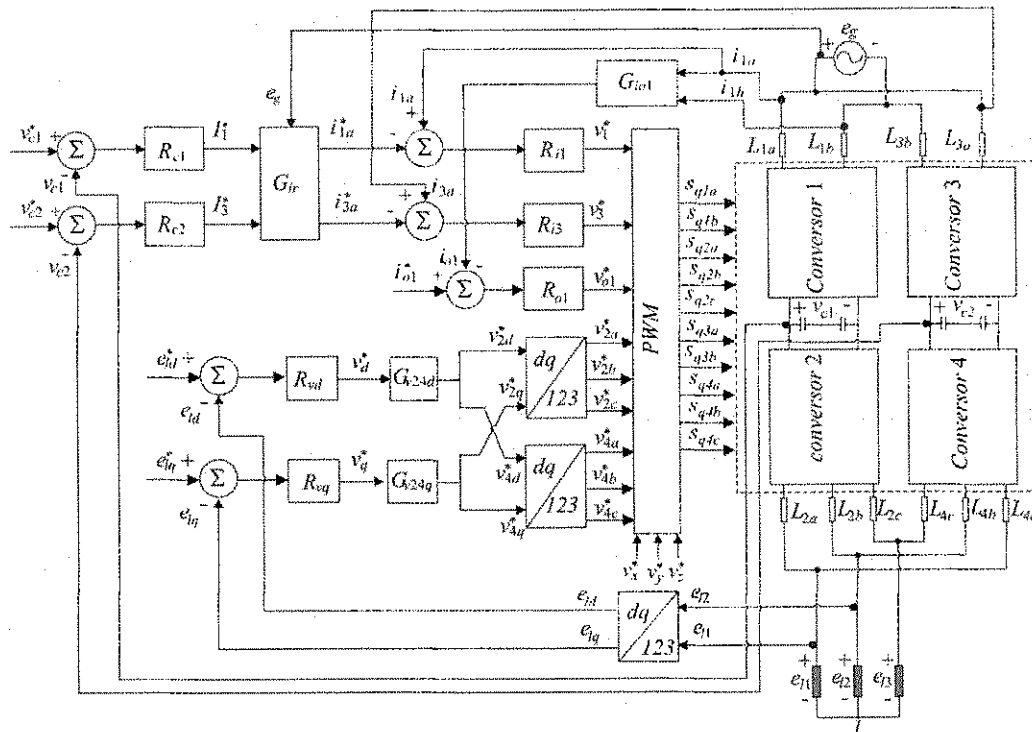 e_g
e_g
+ -
i_1a
i_1a
G_io1
i_1b
+
v*_c1 + Σ R_c1 I*_1 G_ir i*_1a - Σ R_i1 v*_1
v_c1 -
v*_c2 + Σ R_c2 I*_3 i*_3a - Σ R_i3 v*_3
v_c2 -
i_3a
+
i_o1
i*_o1 + - Σ R_o1 v*_o1
PWM
L_1a L_1b L_3b L_3a
s_q1a
s_q1b
s_q2a
s_q2b
s_q2c
s_q3a
s_q3b
s_q4a
s_q4b
s_q4c
Conversor 1
Conversor 3
+ v_c1 -
+ v_c2 -
conversor 2
Conversor 4
e*_ld + Σ R_vd v*_d G_v24d v*_2d dq 123 v*_2a
e_ld - v*_2q v*_2b
v*_2c
e*_lq + Σ R_vq v*_q G_v24q v*_4d dq 123 v*_4a
e_lq - v*_4q v*_4b
v*_4c
L_2a L_2b L_2c L_4c L_4b L_4a
v*_x v*_y v*_z
e_ld dq e_l2
e_lq 123 e_l1
+ + +
e_l1 e_l2 e_l3
- - -